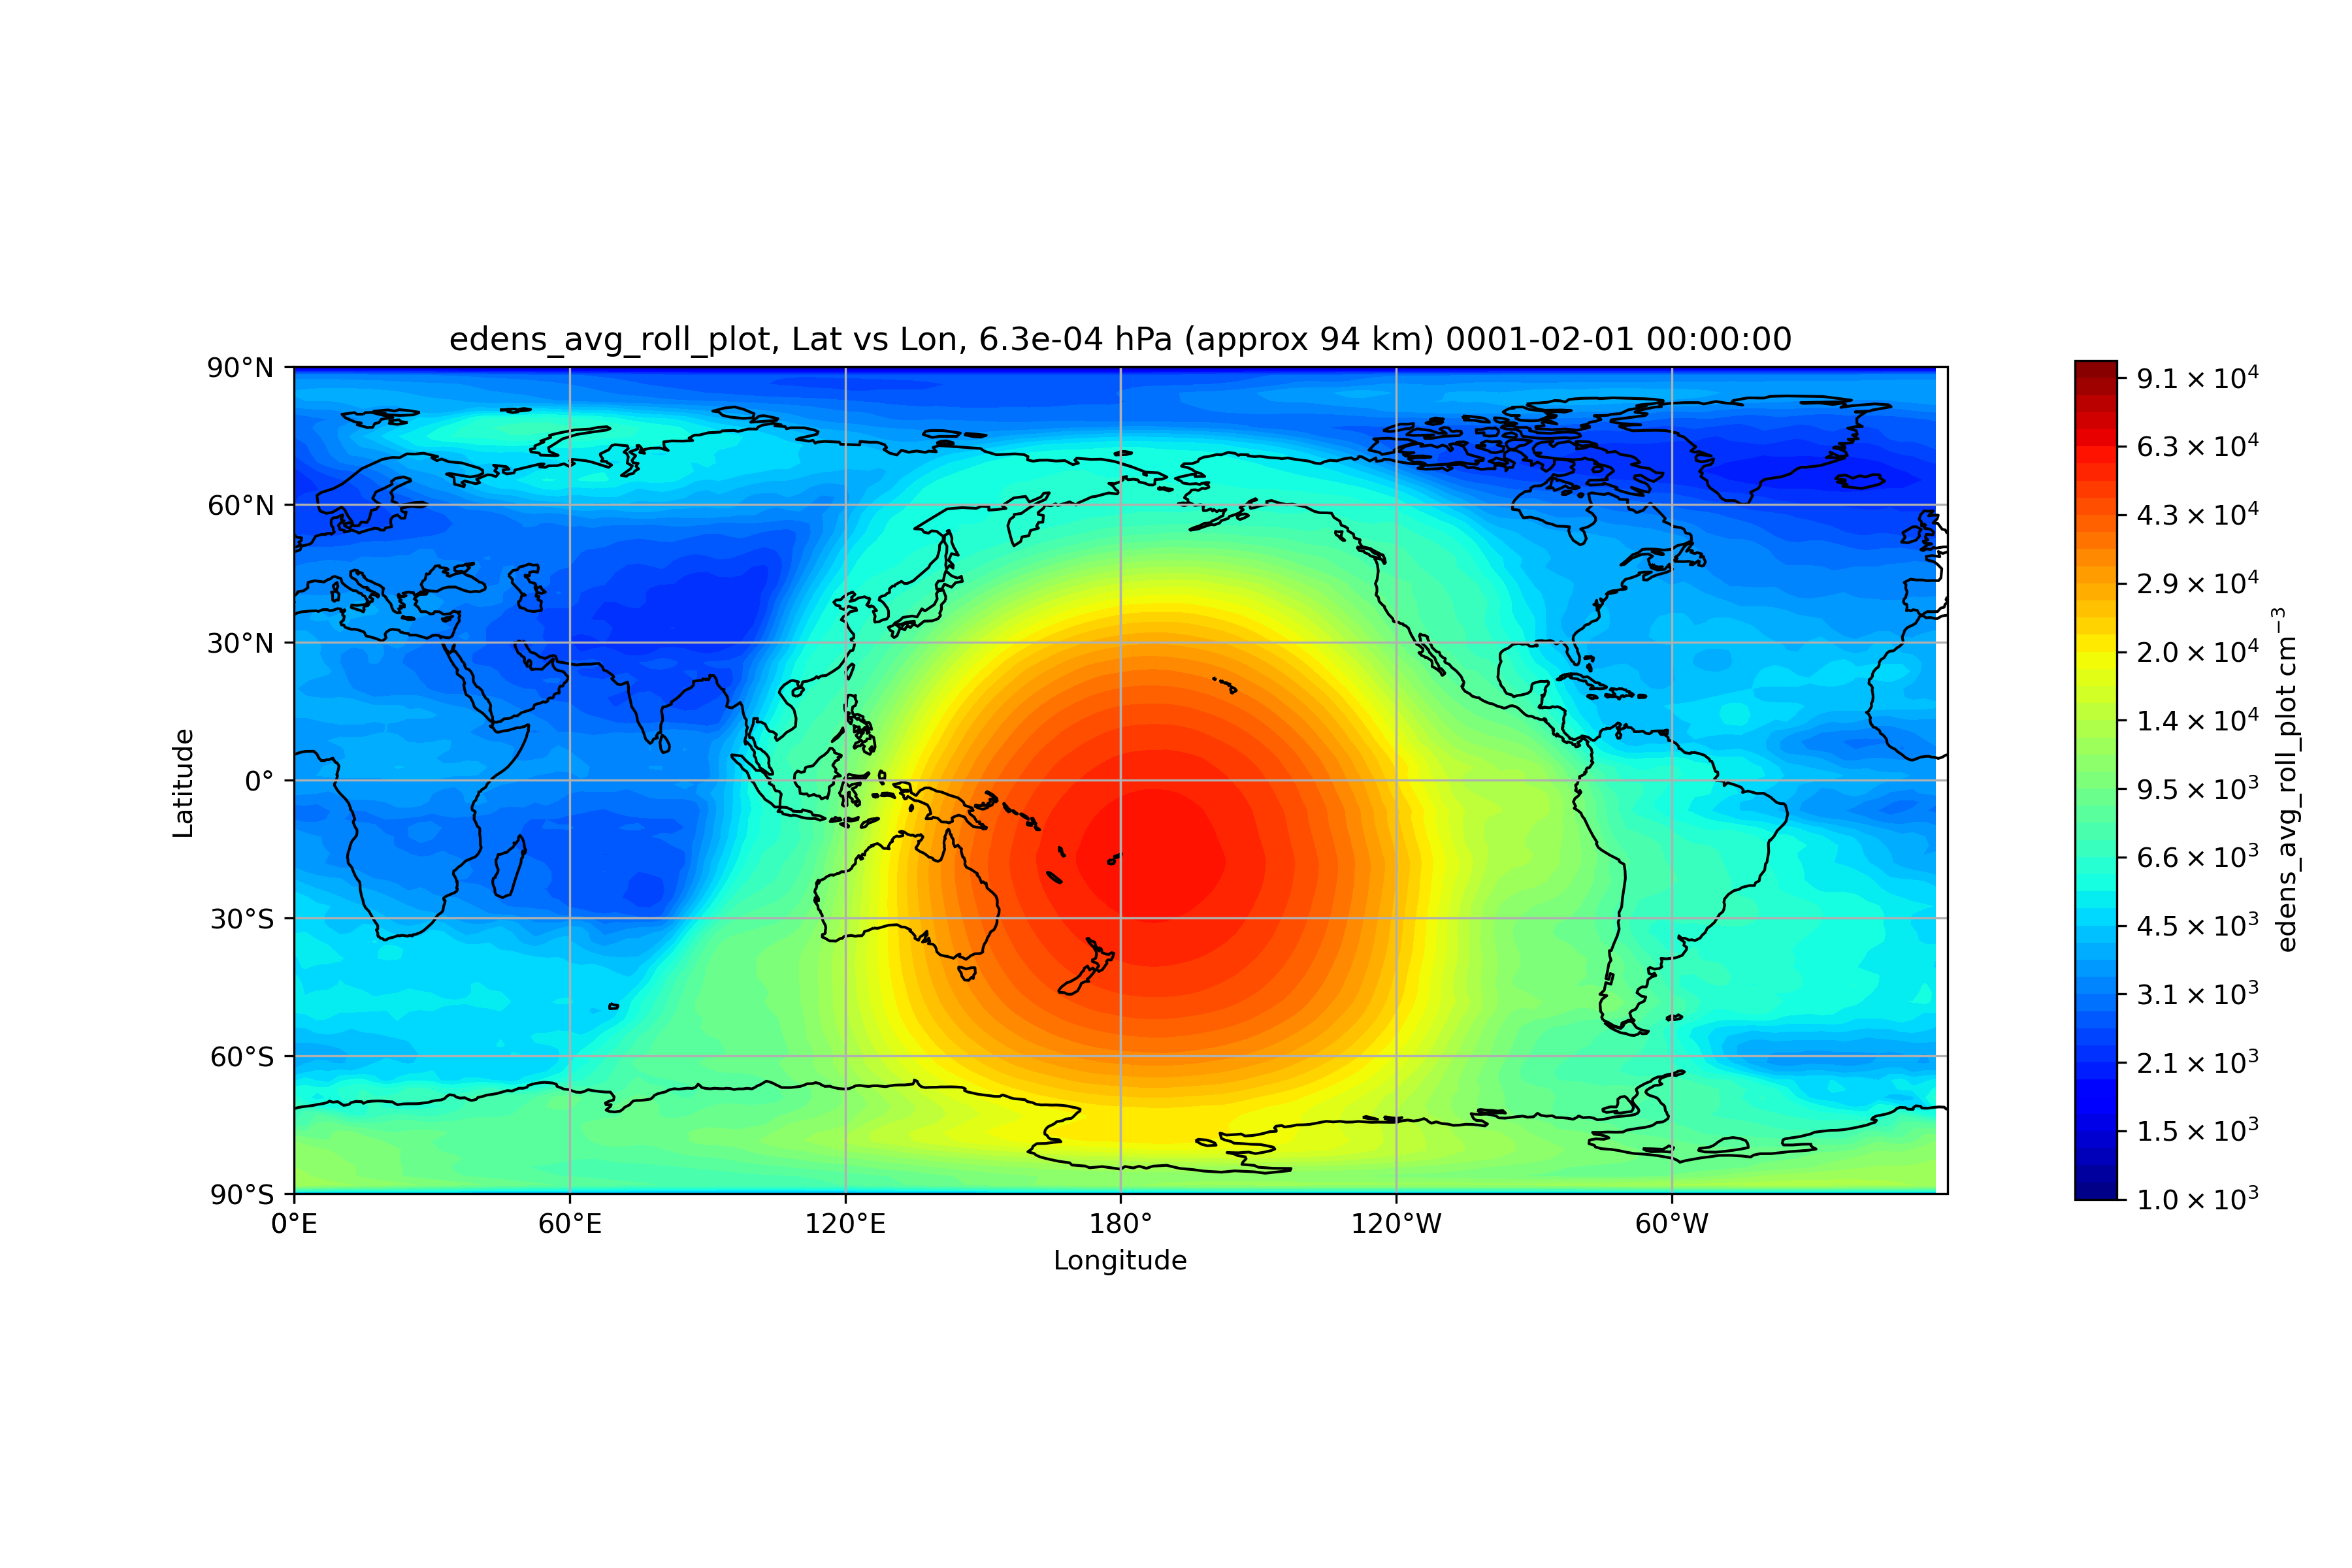 edens_avg_roll_plot, Lat vs Lon, 6.3e-04 hPa (approx 94 km) 0001-02-01 00:00:00
90°N
60°N
30°N
0°
30°S
60°S
90°S
Latitude
0°E
60°E
120°E
180°
120°W
60°W
Longitude
9.1 × 10⁴
6.3 × 10⁴
4.3 × 10⁴
2.9 × 10⁴
2.0 × 10⁴
1.4 × 10⁴
9.5 × 10³
6.6 × 10³
4.5 × 10³
3.1 × 10³
2.1 × 10³
1.5 × 10³
1.0 × 10³
edens_avg_roll_plot cm⁻³